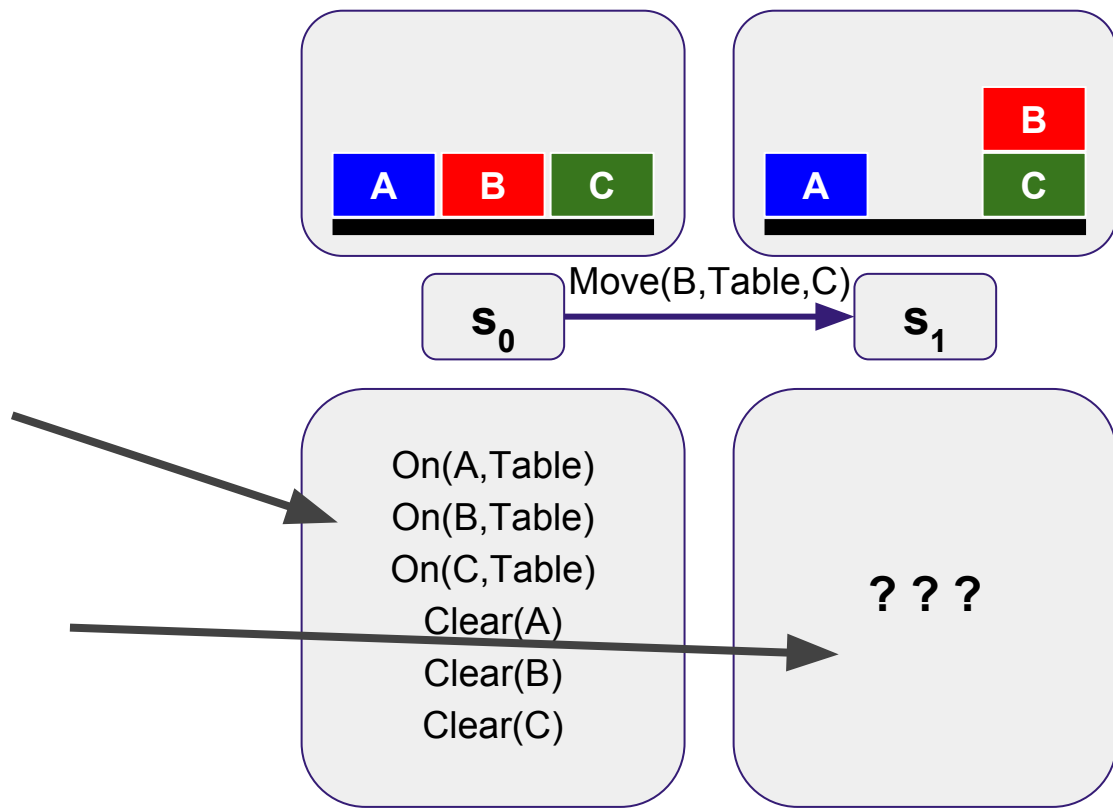 A B C
B
A C
Move(B,Table,C)
s₀ s₁
On(A,Table)
On(B,Table)
On(C,Table)
Clear(A)
Clear(B)
Clear(C)
? ? ?